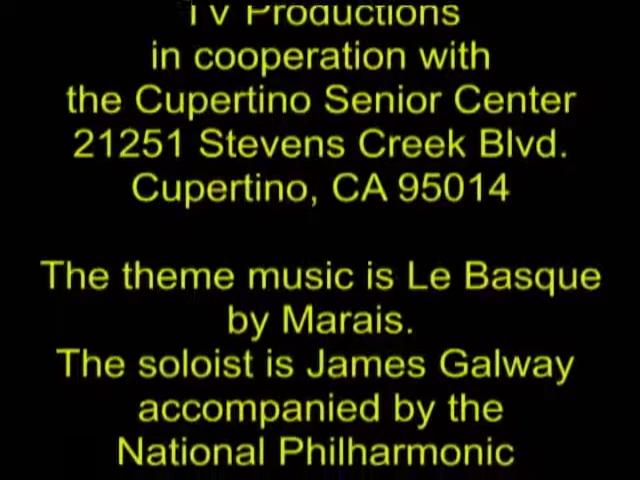 TV Productions
in cooperation with
the Cupertino Senior Center
21251 Stevens Creek Blvd.
Cupertino, CA 95014
The theme music is Le Basque
by Marais.
The soloist is James Galway
accompanied by the
National Philharmonic